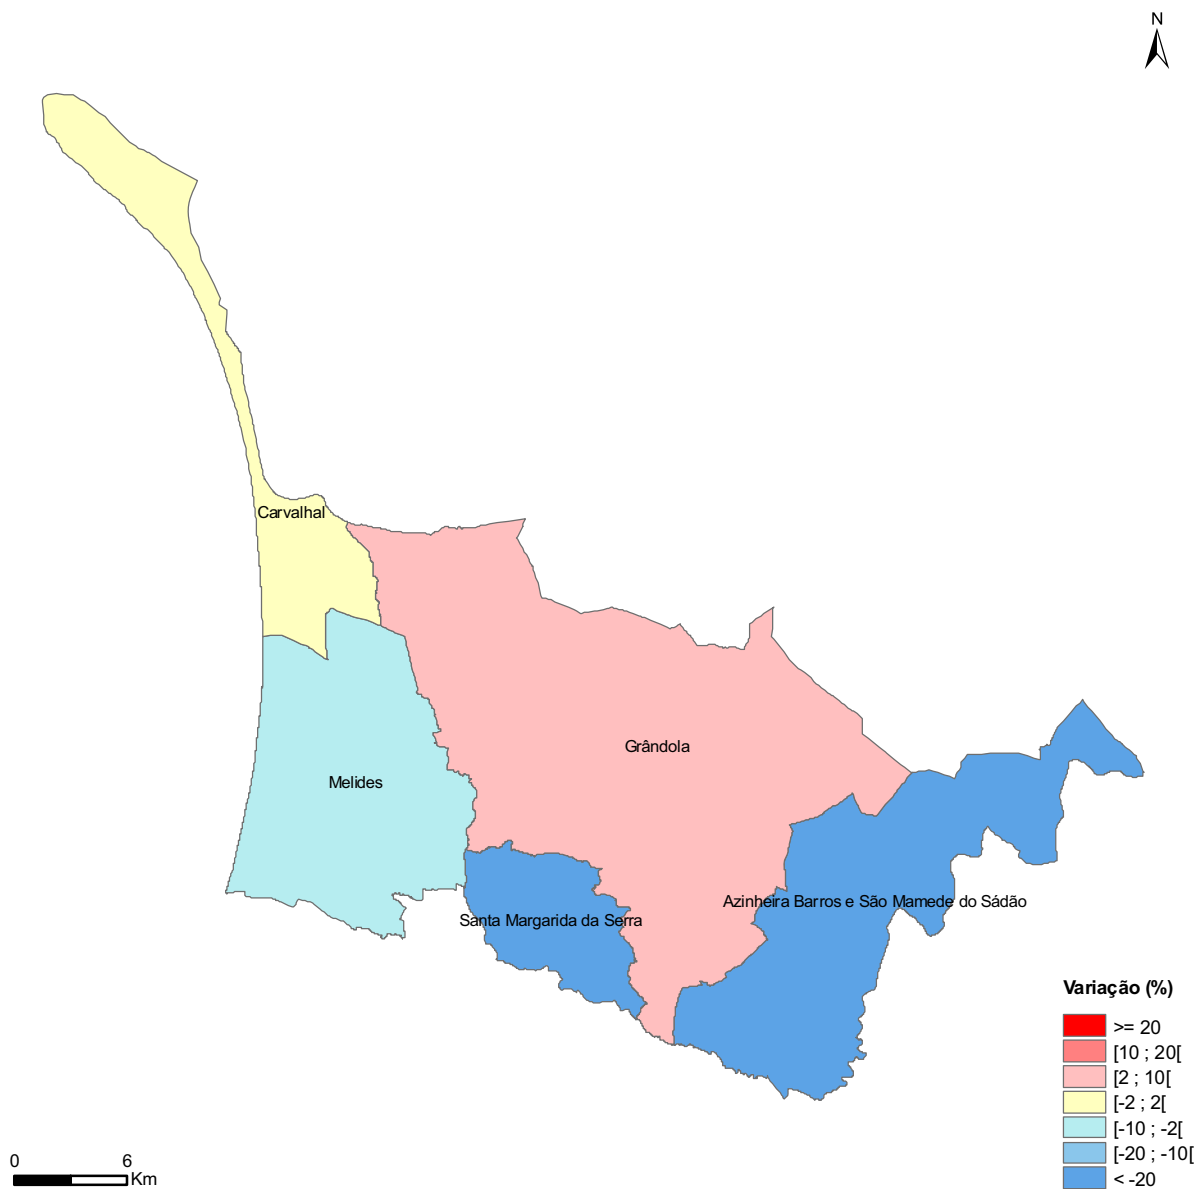 N
Carvalhal
Grândola
Melides
Azinheira Barros e São Mamede do Sádão
Santa Margarida da Serra
Variação (%)
>= 20
[10 ; 20[
[2 ; 10[
[-2 ; 2[
[-10 ; -2[
[-20 ; -10[
< -20
0 6
Km